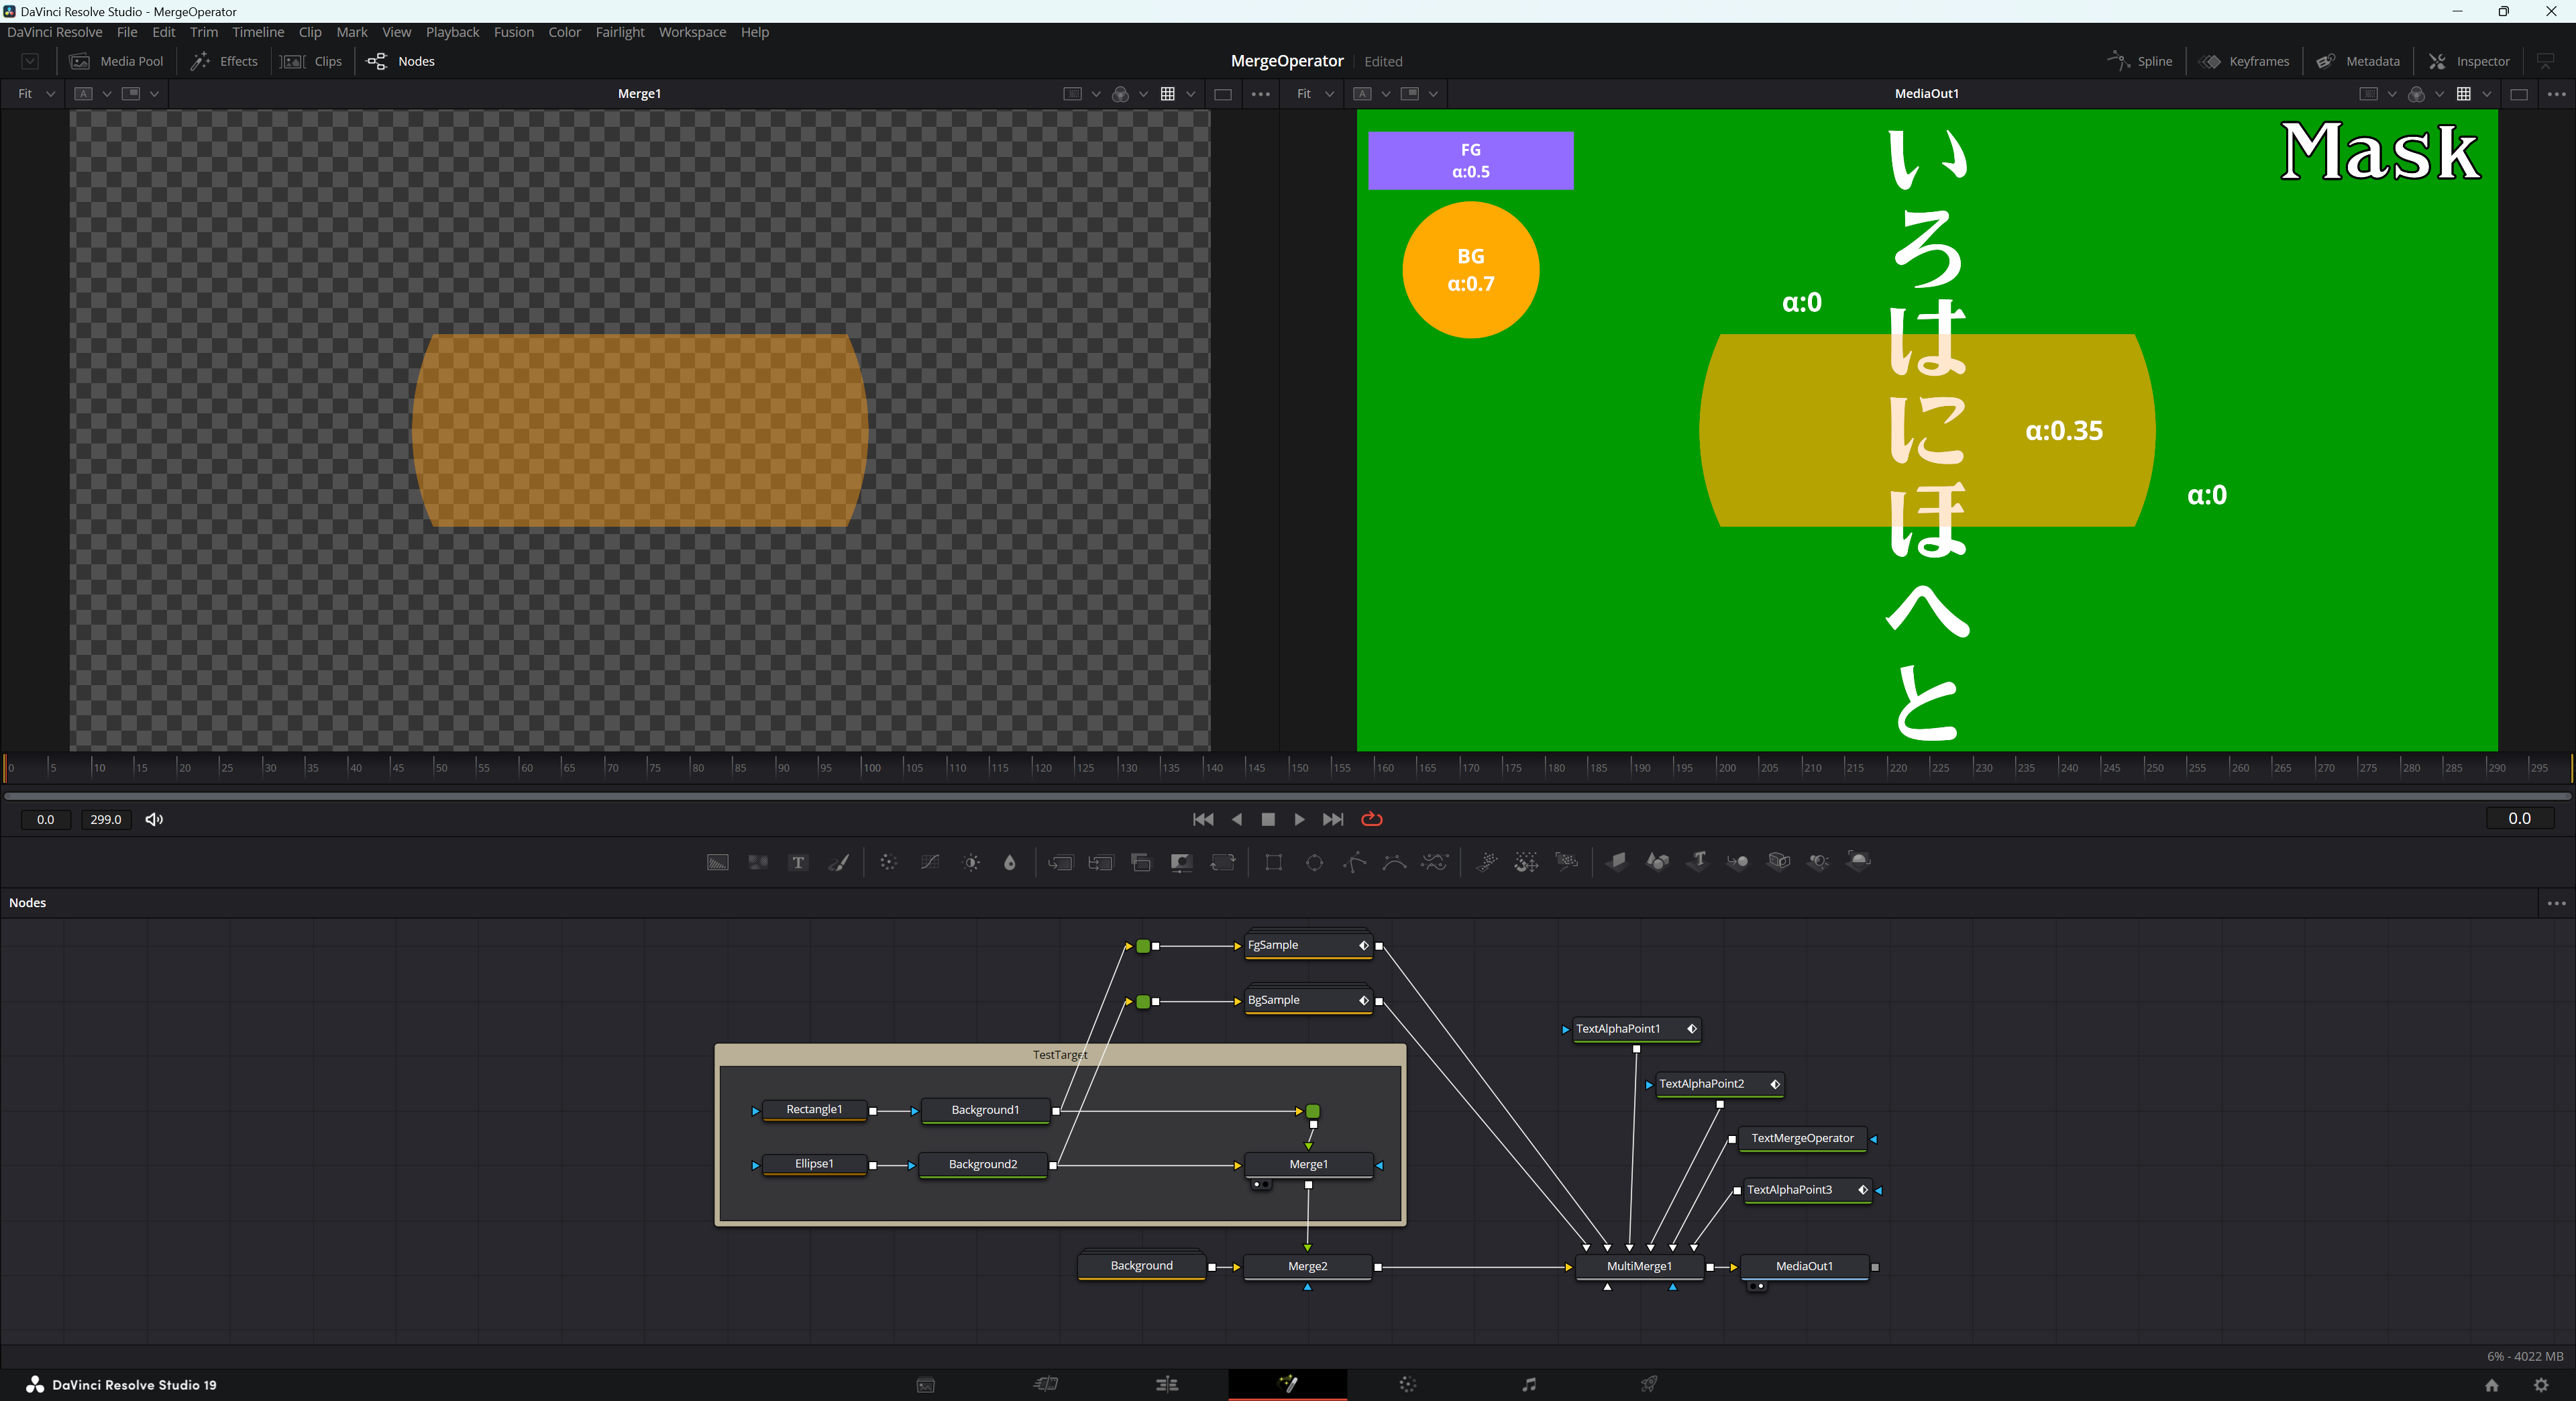 DaVinci Resolve Studio - MergeOperator
DaVinci Resolve File Edit Trim Timeline Clip Mark View Playback Fusion Color Fairlight Workspace Help
Media Pool Effects Clips Nodes MergeOperator Edited Spline Keyframes Metadata Inspector
Fit A Merge1 Fit A MediaOut1
FG
α:0.5
BG
α:0.7
いろはにほへと
Mask
α:0
α:0.35
α:0
0 5 10 15 20 25 30 35 40 45 50 55 60 65 70 75 80 85 90 95 100 105 110 115 120 125 130 135 140 145 150 155 160 165 170 175 180 185 190 195 200 205 210 215 220 225 230 235 240 245 250 255 260 265 270 275 280 285 290 295
0.0 299.0 0.0
T T
Nodes
FgSample
BgSample
TextAlphaPoint1
TestTarget
TextAlphaPoint2
Rectangle1 Background1
TextMergeOperator
Ellipse1 Background2 Merge1
TextAlphaPoint3
Background Merge2 MultiMerge1 MediaOut1
6% - 4022 MB
DaVinci Resolve Studio 19